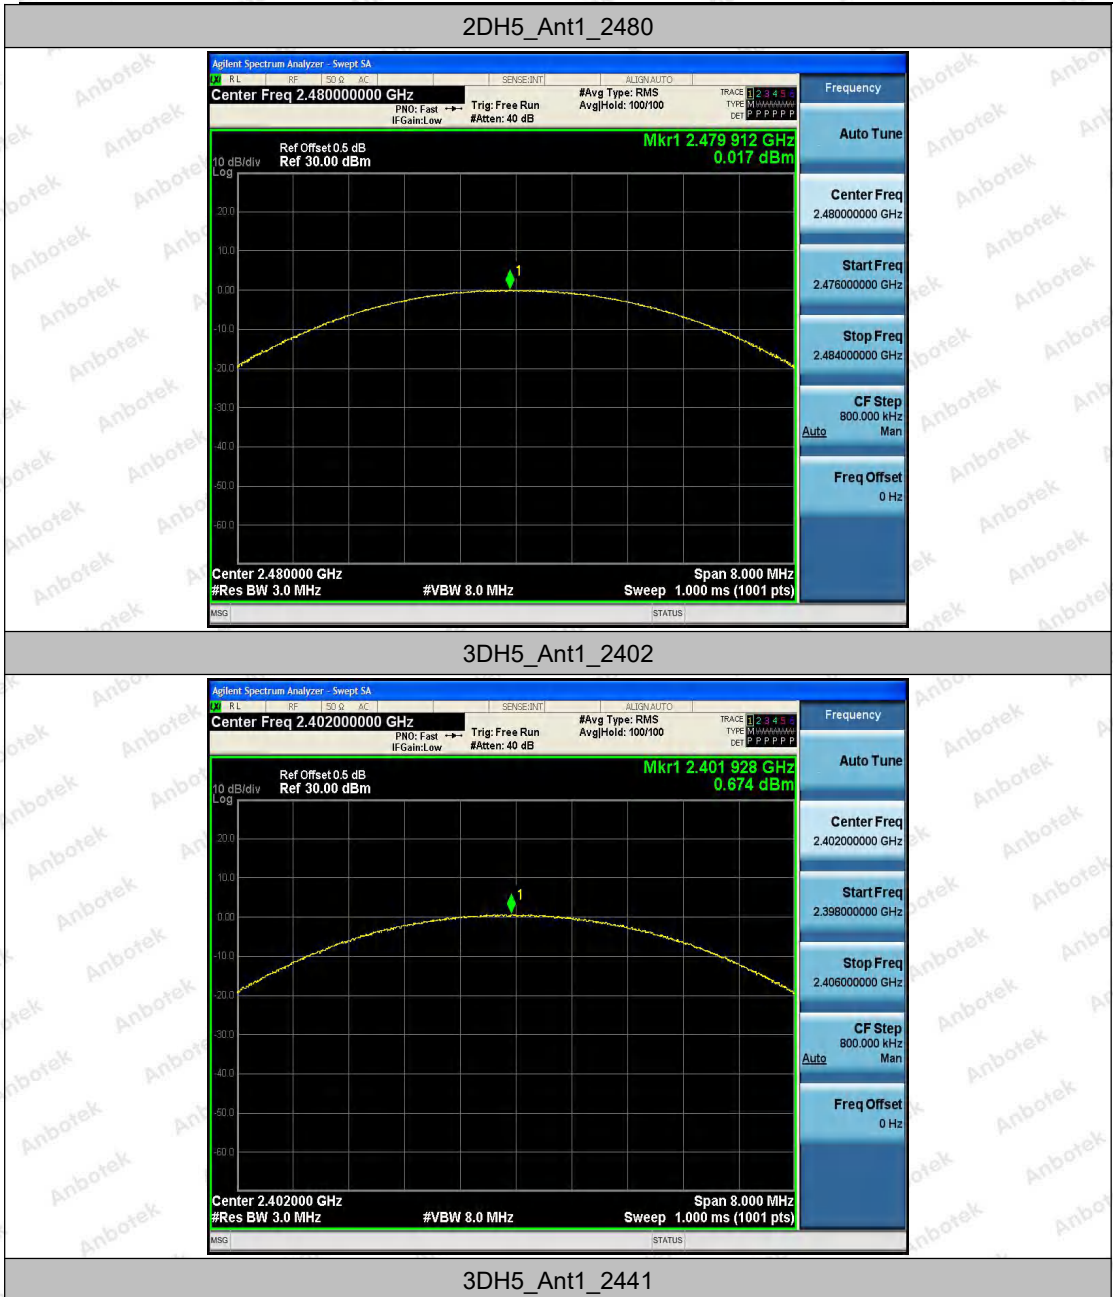 2DH5_Ant1_2480
Agilent Spectrum Analyzer - Swept SA
RL RF 50 Ω AC SENSE:INT ALIGNAUTO
Center Freq 2.480000000 GHz
PNO: Fast
IFGain:Low
Trig: Free Run
#Atten: 40 dB
#Avg Type: RMS
Avg|Hold: 100/100
TRACE 1 2 3 4 5 6
TYPE M
DET P P P P P P
Ref Offset 0.5 dB
10 dB/div Ref 30.00 dBm
Log
Mkr1 2.479 912 GHz
0.017 dBm
20.0
10.0
1
0.00
-10.0
-20.0
-30.0
-40.0
-50.0
-60.0
Center 2.480000 GHz Span 8.000 MHz
#Res BW 3.0 MHz #VBW 8.0 MHz Sweep 1.000 ms (1001 pts)
MSG STATUS
Frequency
Auto Tune
Center Freq
2.480000000 GHz
Start Freq
2.476000000 GHz
Stop Freq
2.484000000 GHz
CF Step
800.000 kHz
Auto Man
Freq Offset
0 Hz
3DH5_Ant1_2402
Agilent Spectrum Analyzer - Swept SA
RL RF 50 Ω AC SENSE:INT ALIGNAUTO
Center Freq 2.402000000 GHz
PNO: Fast
IFGain:Low
Trig: Free Run
#Atten: 40 dB
#Avg Type: RMS
Avg|Hold: 100/100
TRACE 1 2 3 4 5 6
TYPE M
DET P P P P P P
Ref Offset 0.5 dB
10 dB/div Ref 30.00 dBm
Log
Mkr1 2.401 928 GHz
0.674 dBm
20.0
10.0
1
0.00
-10.0
-20.0
-30.0
-40.0
-50.0
-60.0
Center 2.402000 GHz Span 8.000 MHz
#Res BW 3.0 MHz #VBW 8.0 MHz Sweep 1.000 ms (1001 pts)
MSG STATUS
Frequency
Auto Tune
Center Freq
2.402000000 GHz
Start Freq
2.398000000 GHz
Stop Freq
2.406000000 GHz
CF Step
800.000 kHz
Auto Man
Freq Offset
0 Hz
3DH5_Ant1_2441
Anbotek